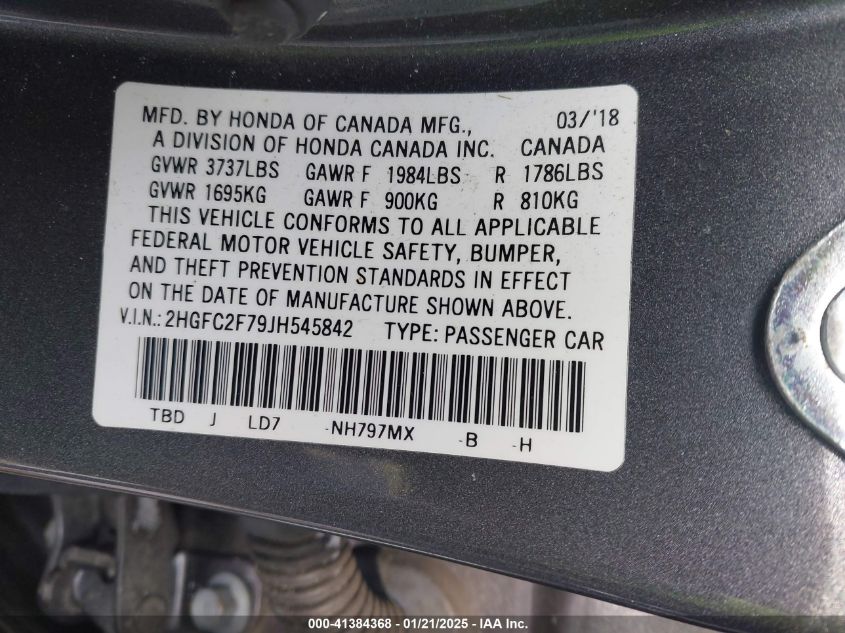 MFD. BY HONDA OF CANADA MFG., 03/'18
A DIVISION OF HONDA CANADA INC. CANADA
GVWR 3737LBS GAWR F 1984LBS R 1786LBS
GVWR 1695KG GAWR F 900KG R 810KG
THIS VEHICLE CONFORMS TO ALL APPLICABLE
FEDERAL MOTOR VEHICLE SAFETY, BUMPER,
AND THEFT PREVENTION STANDARDS IN EFFECT
ON THE DATE OF MANUFACTURE SHOWN ABOVE.
V.I.N.: 2HGFC2F79JH545842 TYPE: PASSENGER CAR
TBD J LD7 -NH797MX -B -H
000-41384368 - 01/21/2025 - IAA Inc.